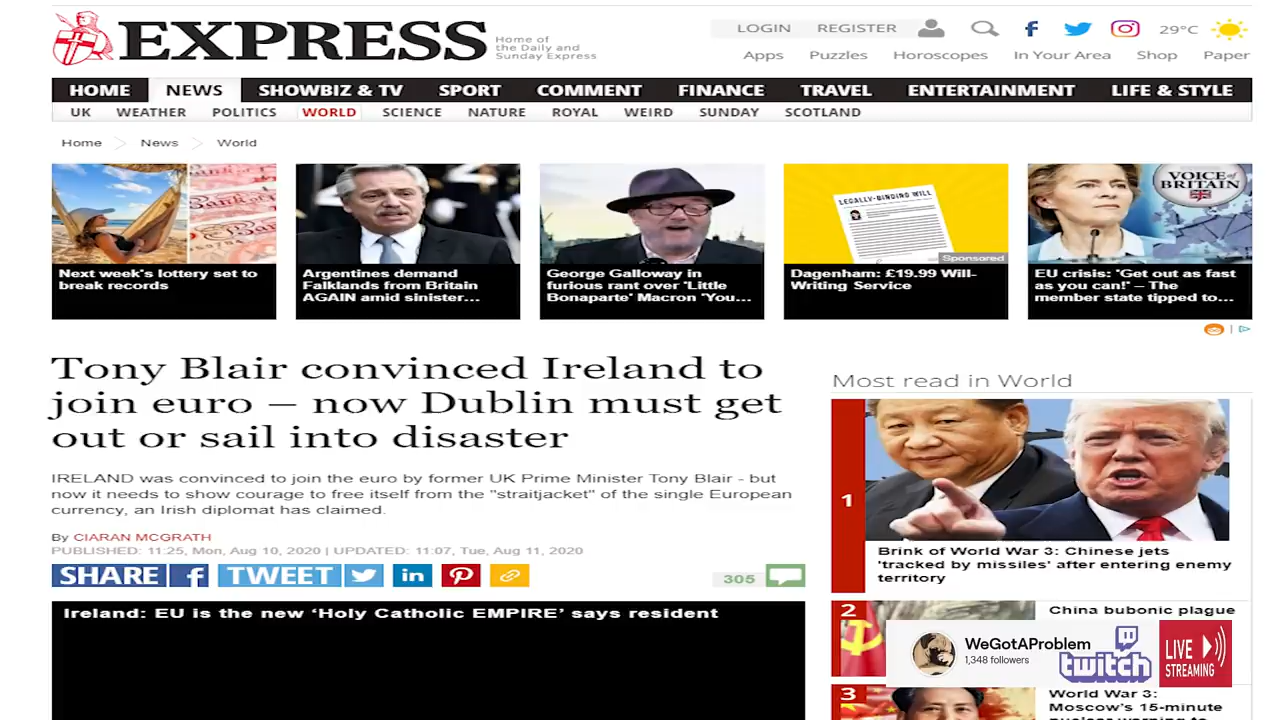 EXPRESS
Home of
the Daily and
Sunday Express
LOGIN REGISTER
29°C
Apps Puzzles Horoscopes In Your Area Shop Paper
HOME NEWS SHOWBIZ & TV SPORT COMMENT FINANCE TRAVEL ENTERTAINMENT LIFE & STYLE
UK WEATHER POLITICS WORLD SCIENCE NATURE ROYAL WEIRD SUNDAY SCOTLAND
Home News World
Next week's lottery set to
break records
Argentines demand
Falklands from Britain
AGAIN amid sinister...
George Galloway in
furious rant over 'Little
Bonaparte' Macron 'You...
LEGALLY-BINDING WILL
Sponsored
Dagenham: £19.99 Will-
Writing Service
VOICE OF
BRITAIN
EU crisis: 'Get out as fast
as you can!' – The
member state tipped to...
Tony Blair convinced Ireland to
join euro – now Dublin must get
out or sail into disaster
IRELAND was convinced to join the euro by former UK Prime Minister Tony Blair - but
now it needs to show courage to free itself from the "straitjacket" of the single European
currency, an Irish diplomat has claimed.
By CIARAN MCGRATH
PUBLISHED: 11:25, Mon, Aug 10, 2020 | UPDATED: 11:07, Tue, Aug 11, 2020
SHARE f TWEET in
305
Ireland: EU is the new ‘Holy Catholic EMPIRE’ says resident
Most read in World
1
Brink of World War 3: Chinese jets
'tracked by missiles' after entering enemy
territory
2
China bubonic plague
WeGotAProblem
1,348 followers
twitch
LIVE
STREAMING
3
World War 3:
Moscow's 15-minute